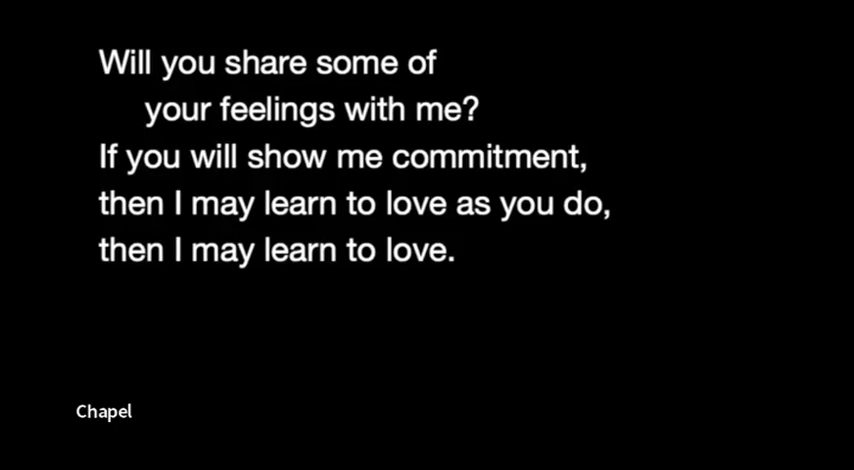 Will you share some of
your feelings with me?
If you will show me commitment,
then I may learn to love as you do,
then I may learn to love.
Chapel